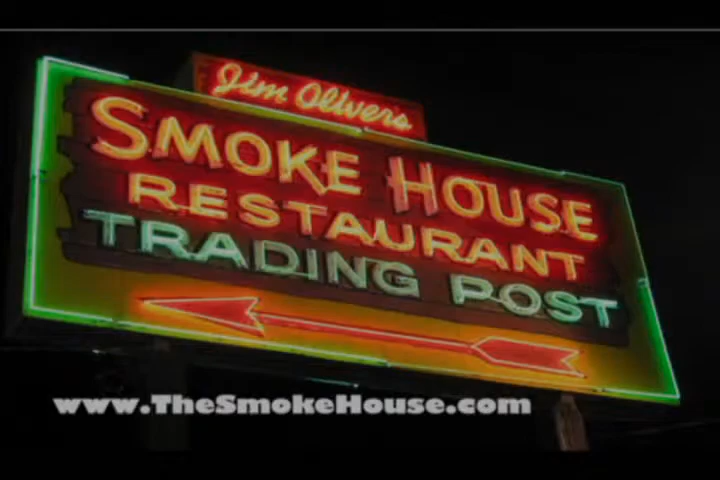 Jim Oliver's
SMOKE HOUSE
RESTAURANT
TRADING POST
www.TheSmokeHouse.com